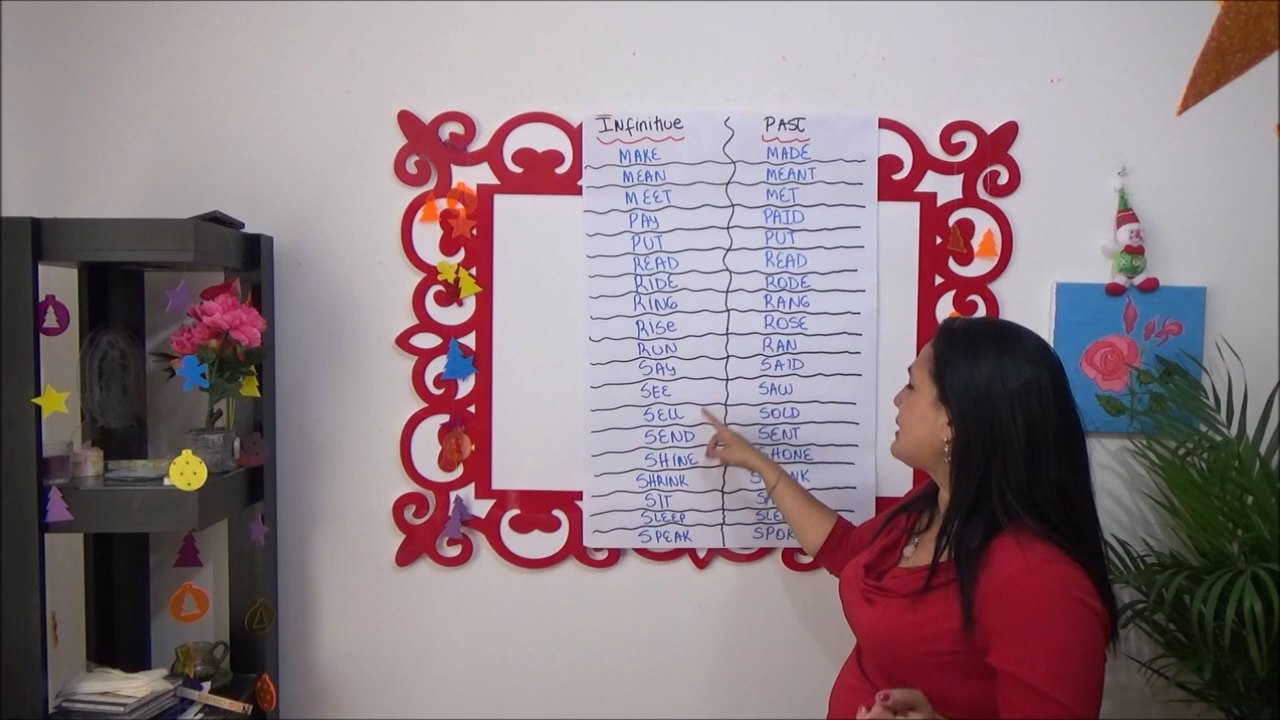 Infinitive PAST
MAKE MADE
MEAN MEANT
MEET MET
PAY PAID
PUT PUT
READ READ
RIDE RODE
RING RANG
RISE ROSE
RUN RAN
SAY SAID
SEE SAW
SELL SOLD
SEND SENT
SHINE SHONE
SHRINK
SIT
SLEEP
SPEAK